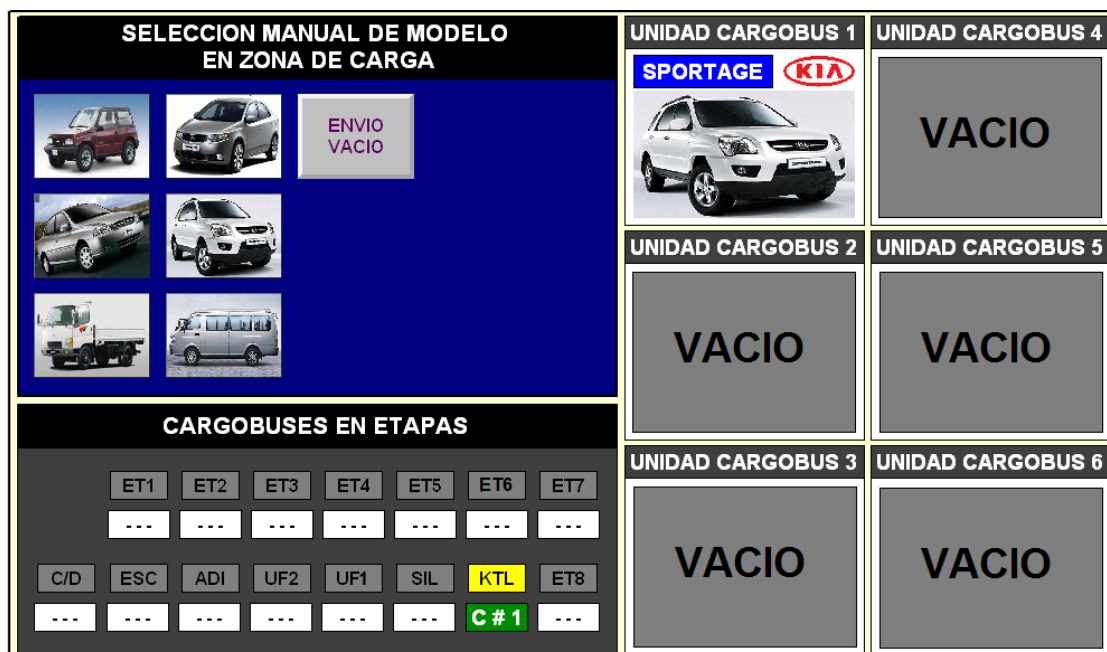 SELECCION MANUAL DE MODELO
EN ZONA DE CARGA
ENVIO
VACIO
CARGOBUSES EN ETAPAS
ET1 ET2 ET3 ET4 ET5 ET6 ET7
--- --- --- --- --- --- ---
C/D ESC ADI UF2 UF1 SIL KTL ET8
--- --- --- --- --- --- C # 1 ---
UNIDAD CARGOBUS 1
SPORTAGE KIA
UNIDAD CARGOBUS 4
VACIO
UNIDAD CARGOBUS 2
VACIO
UNIDAD CARGOBUS 5
VACIO
UNIDAD CARGOBUS 3
VACIO
UNIDAD CARGOBUS 6
VACIO